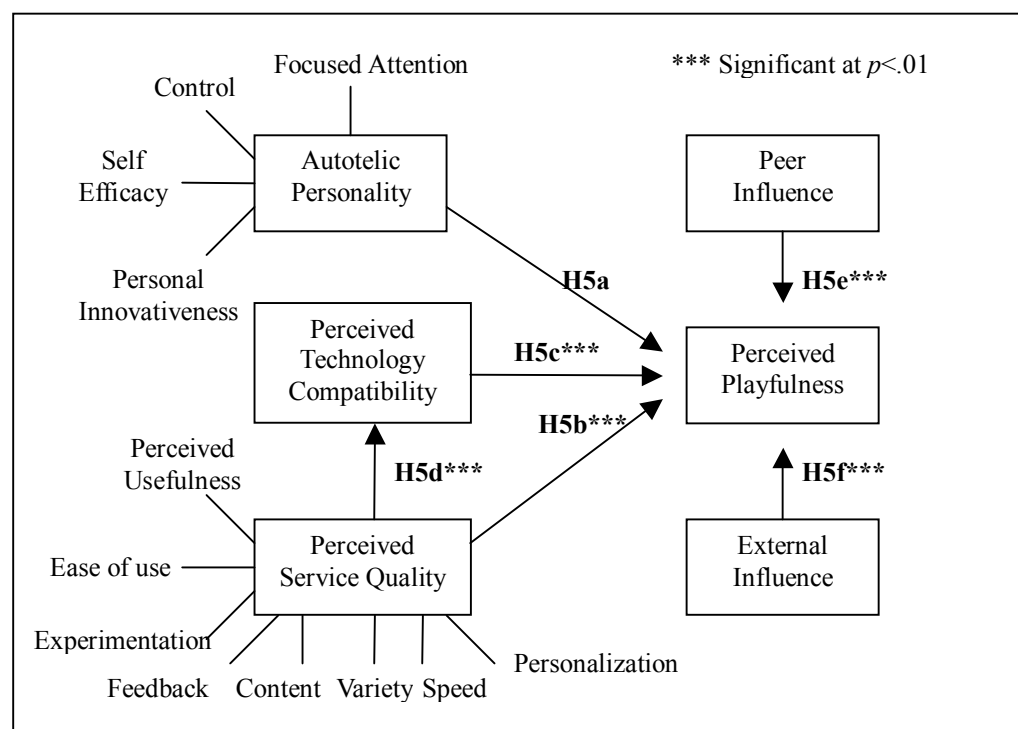 Focused Attention
*** Significant at p<.01
Control
Self
Efficacy
Autotelic
Personality
Peer
Influence
Personal
Innovativeness
H5a
H5e***
Perceived
Technology
Compatibility
H5c***
Perceived
Playfulness
H5b***
Perceived
Usefulness
H5d***
H5f***
Perceived
Service Quality
External
Influence
Ease of use
Experimentation
Feedback
Content
Variety
Speed
Personalization